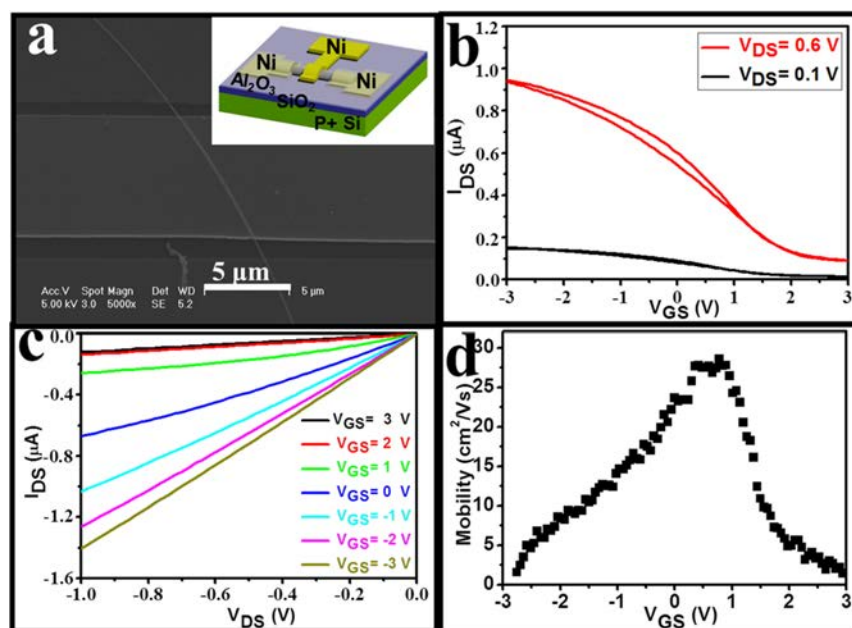 a
Ni
Ni
Ni
Al2O3
SiO2
P+ Si
5 µm
Acc.V Spot Magn Det WD
5.00 kV 3.0 5000x SE 5.2
5 µm
b
VDS= 0.6 V
VDS= 0.1 V
IDS (µA)
1.2
1.0
0.8
0.6
0.4
0.2
0.0
-3 -2 -1 0 1 2 3
VGS (V)
c
IDS (µA)
0.0
-0.4
-0.8
-1.2
-1.6
VGS= 3 V
VGS= 2 V
VGS= 1 V
VGS= 0 V
VGS= -1 V
VGS= -2 V
VGS= -3 V
-1.0 -0.8 -0.6 -0.4 -0.2 0.0
VDS (V)
d
Mobility (cm²/Vs)
30
25
20
15
10
5
0
-3 -2 -1 0 1 2 3
VGS (V)